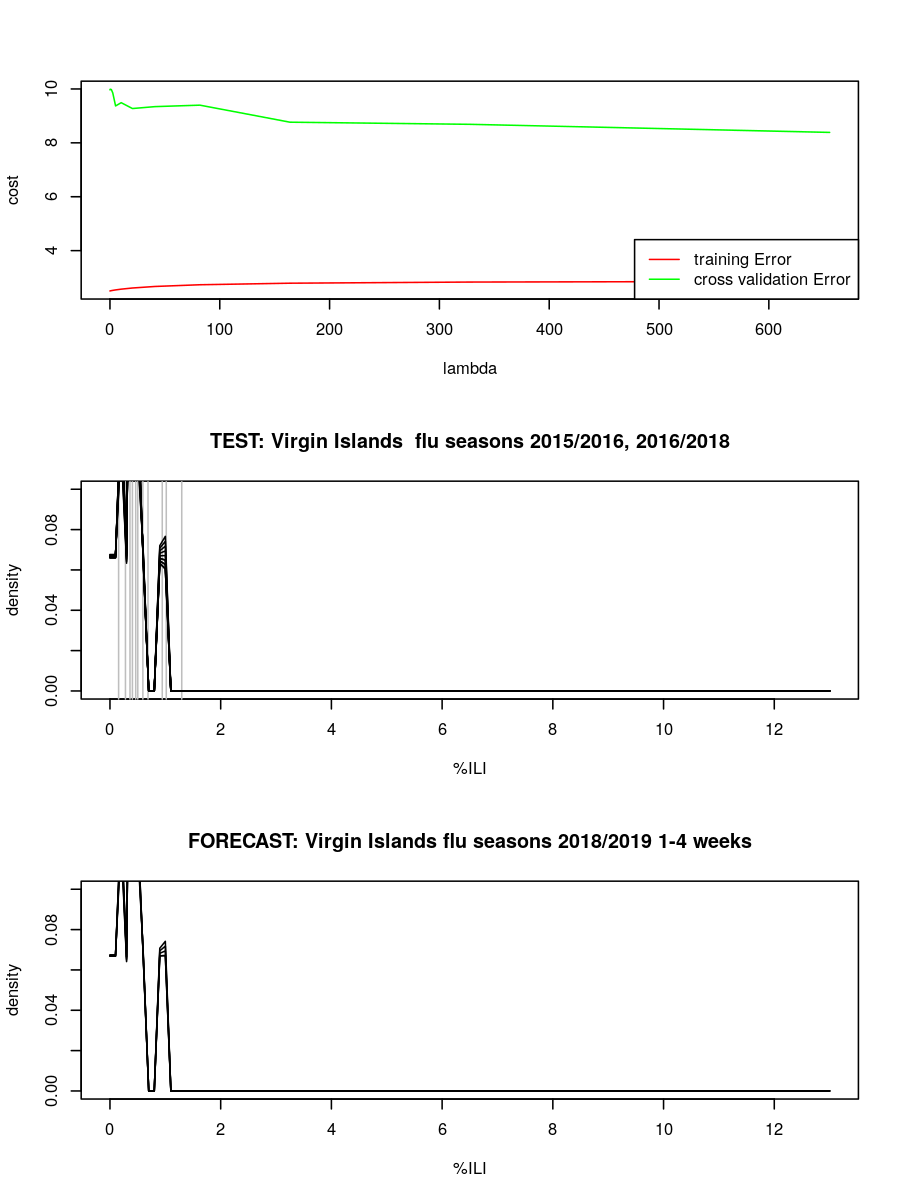 10
8
6
4
cost
training Error
cross validation Error
0 100 200 300 400 500 600
lambda
TEST: Virgin Islands  flu seasons 2015/2016, 2016/2018
0.08
0.04
0.00
density
0 2 4 6 8 10 12
%ILI
FORECAST: Virgin Islands flu seasons 2018/2019 1-4 weeks
0.08
0.04
0.00
density
0 2 4 6 8 10 12
%ILI